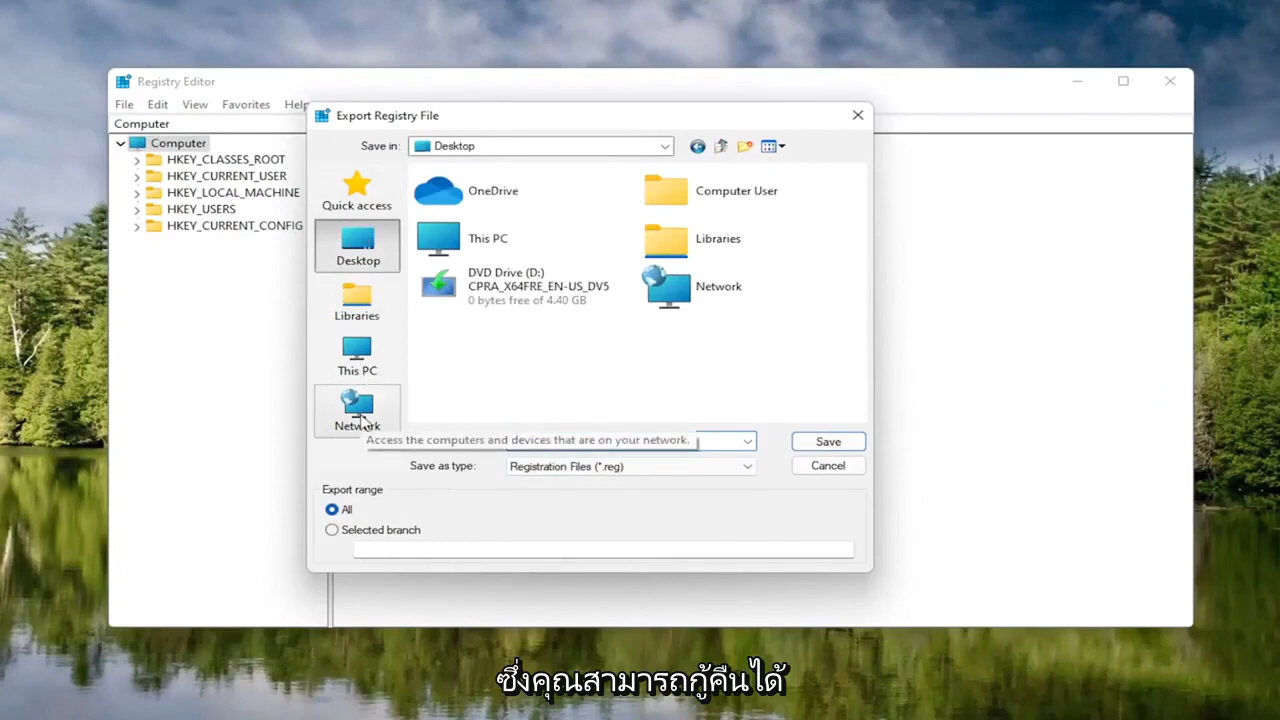 Registry Editor
File Edit View Favorites Help
Computer
Computer
HKEY_CLASSES_ROOT
HKEY_CURRENT_USER
HKEY_LOCAL_MACHINE
HKEY_USERS
HKEY_CURRENT_CONFIG
Export Registry File
Save in: Desktop
Quick access
Desktop
Libraries
This PC
Network
OneDrive
Computer User
This PC
Libraries
DVD Drive (D:)
CPRA_X64FRE_EN-US_DV5
0 bytes free of 4.40 GB
Network
Access the computers and devices that are on your network.
Save
Save as type: Registration Files (*.reg)
Cancel
Export range
All
Selected branch
ซึ่งคุณสามารถกู้คืนได้